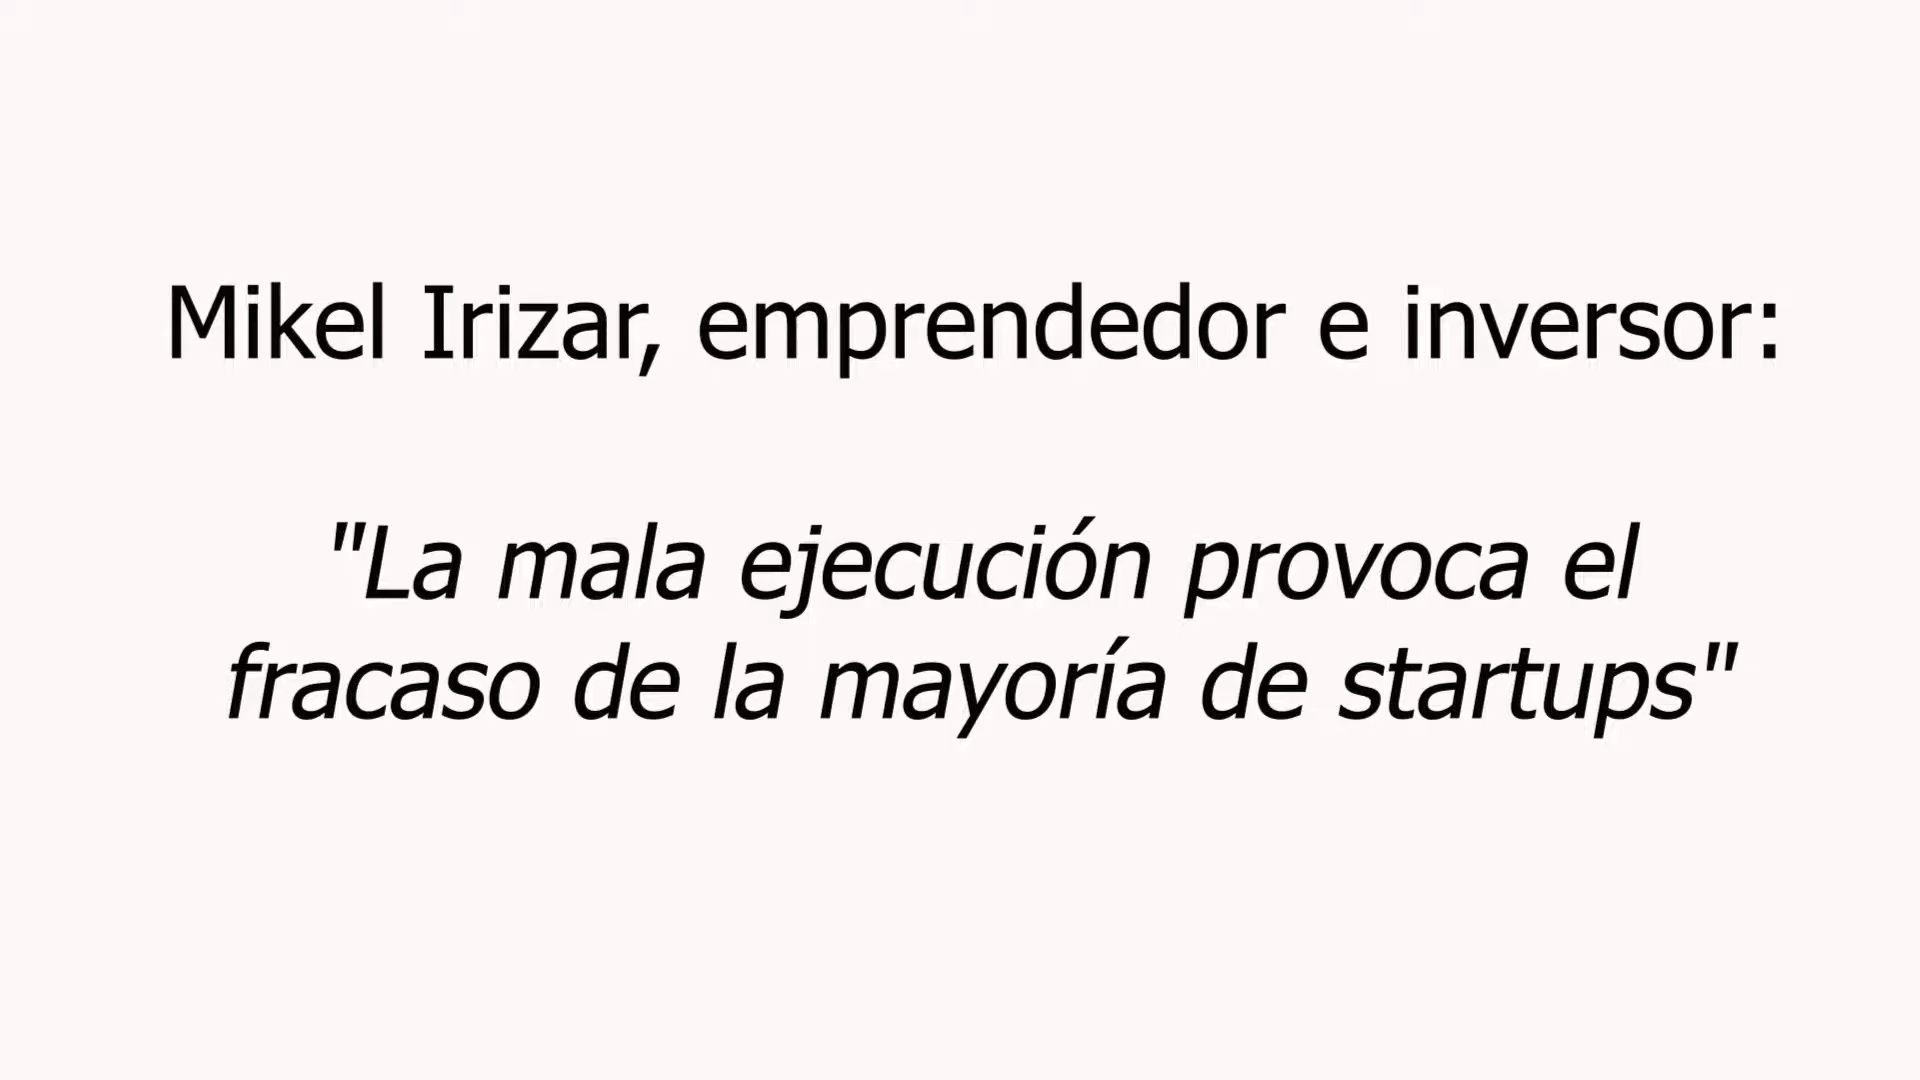 Mikel Irizar, emprendedor e inversor:
"La mala ejecución provoca el
fracaso de la mayoría de startups"